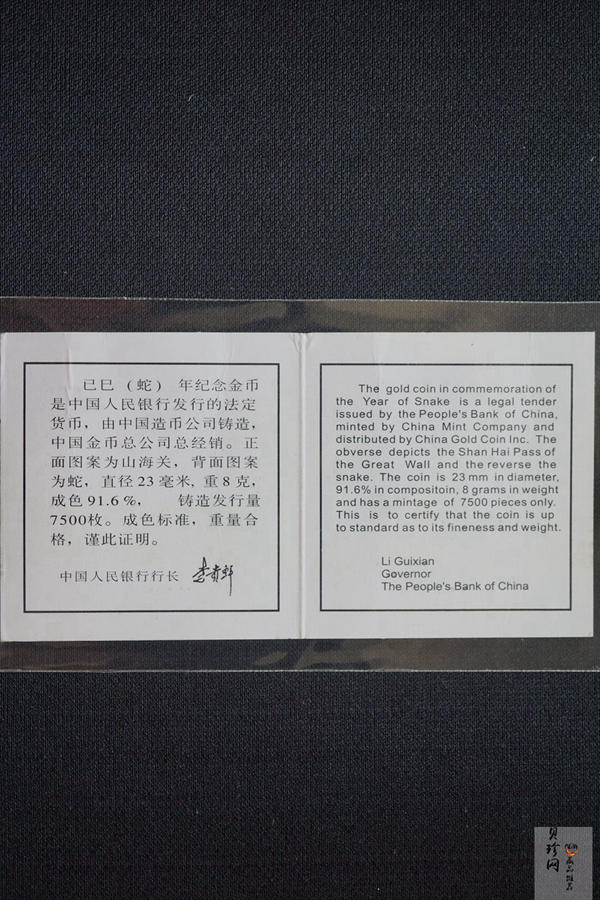 己巳（蛇） 年纪念金币
是中国人民银行发行的法定
货币，由中国造币公司铸造，
中国金币总公司总经销。正
面图案为山海关，背面图案
为蛇，直径23毫米，重8克，
成色91.6%， 铸造发行量
7500枚。成色标准，重量合
格，谨此证明。
中国人民银行行长 李贵鲜
The gold coin in commemoration of
the Year of Snake is a legal tender
issued by the People's Bank of China,
minted by China Mint Company and
distributed by China Gold Coin Inc. The
obverse depicts the Shan Hai Pass of
the Great Wall and the reverse the
snake. The coin is 23 mm in diameter,
91.6% in compositoin, 8 grams in weight
and has a mintage of 7500 pieces only.
This is to certify that the coin is up
to standard as to its fineness and weight.
Li Guixian
Governor
The People's Bank of China
贝珍网